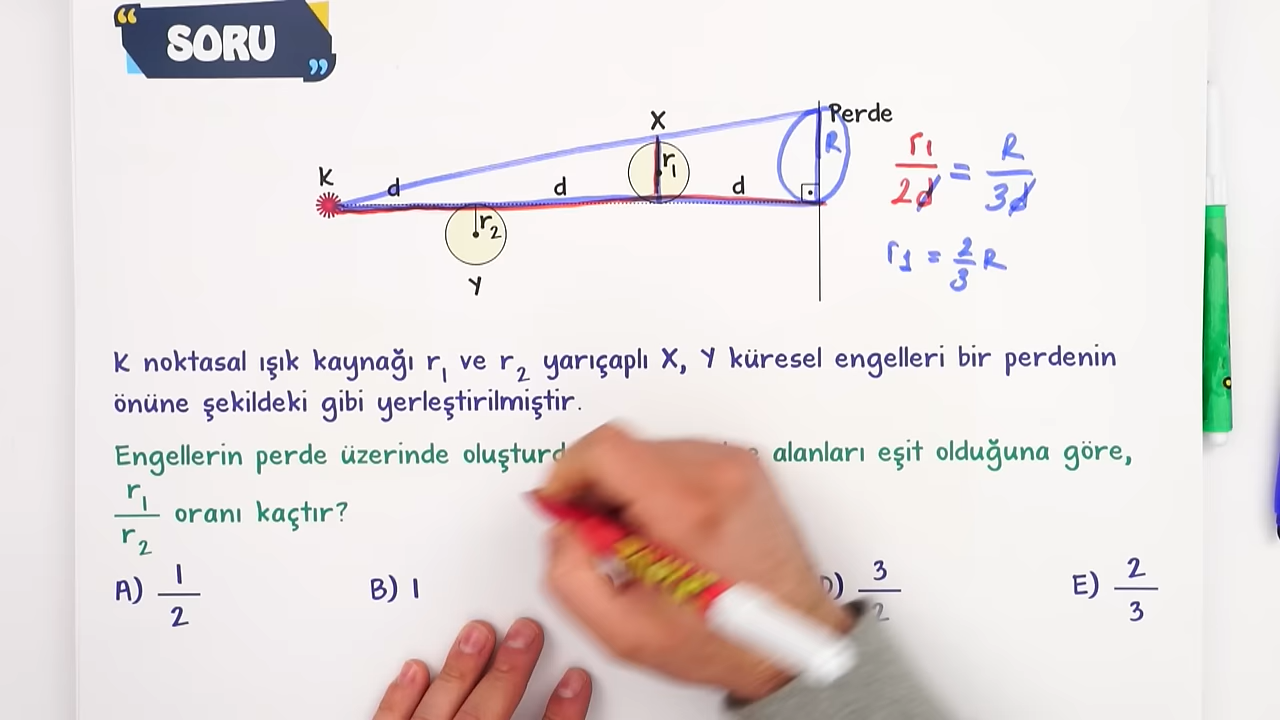 “ SORU ”
X
Perde
K
d
d
r₁
d
R
r₂
Y
r₁/2d = R/3d
r₁ = 2/3 R
K noktasal ışık kaynağı r₁ ve r₂ yarıçaplı X, Y küresel engelleri bir perdenin
önüne şekildeki gibi yerleştirilmiştir.
Engellerin perde üzerinde alanları eşit olduğuna göre,
r₁/r₂ oranı kaçtır?
A) 1/2 B) 1 D) 3/2 E) 2/3